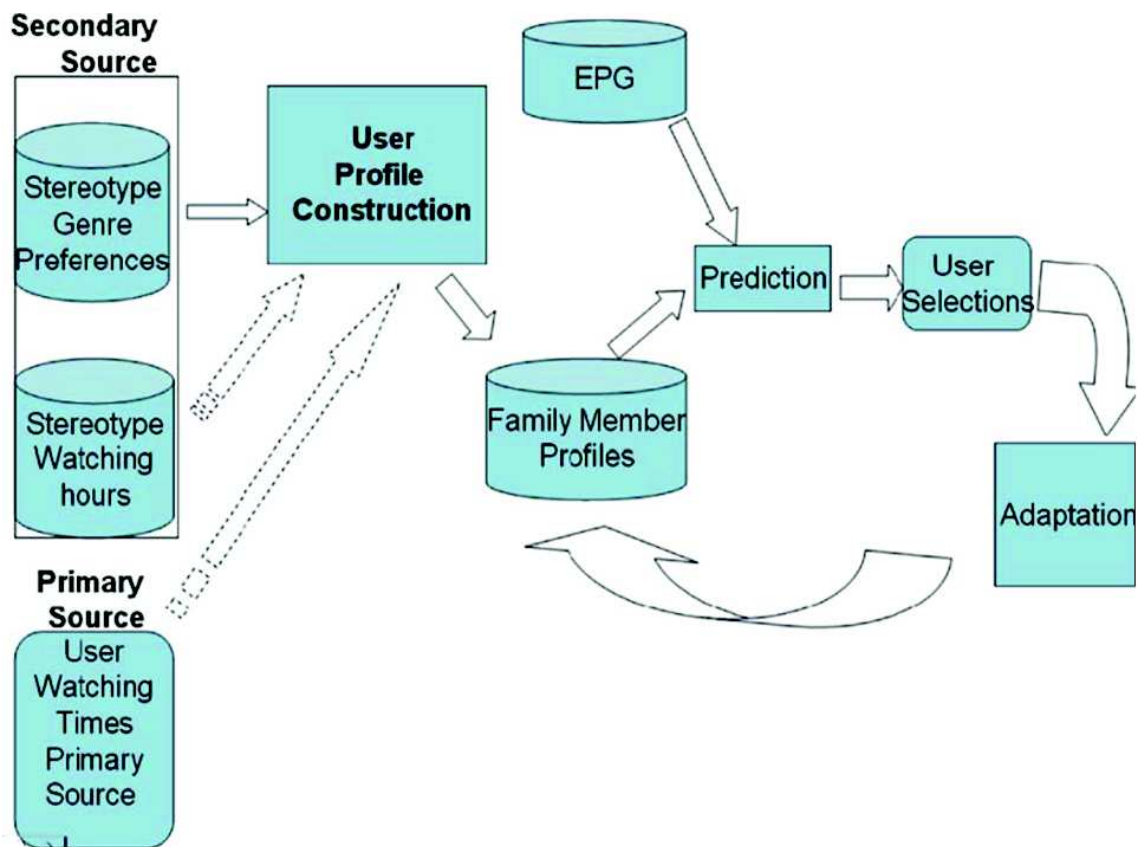 Secondary
Source
Stereotype
Genre
Preferences
Stereotype
Watching
hours
Primary
Source
User
Watching
Times
Primary
Source
User
Profile
Construction
EPG
Family Member
Profiles
Prediction
User
Selections
Adaptation